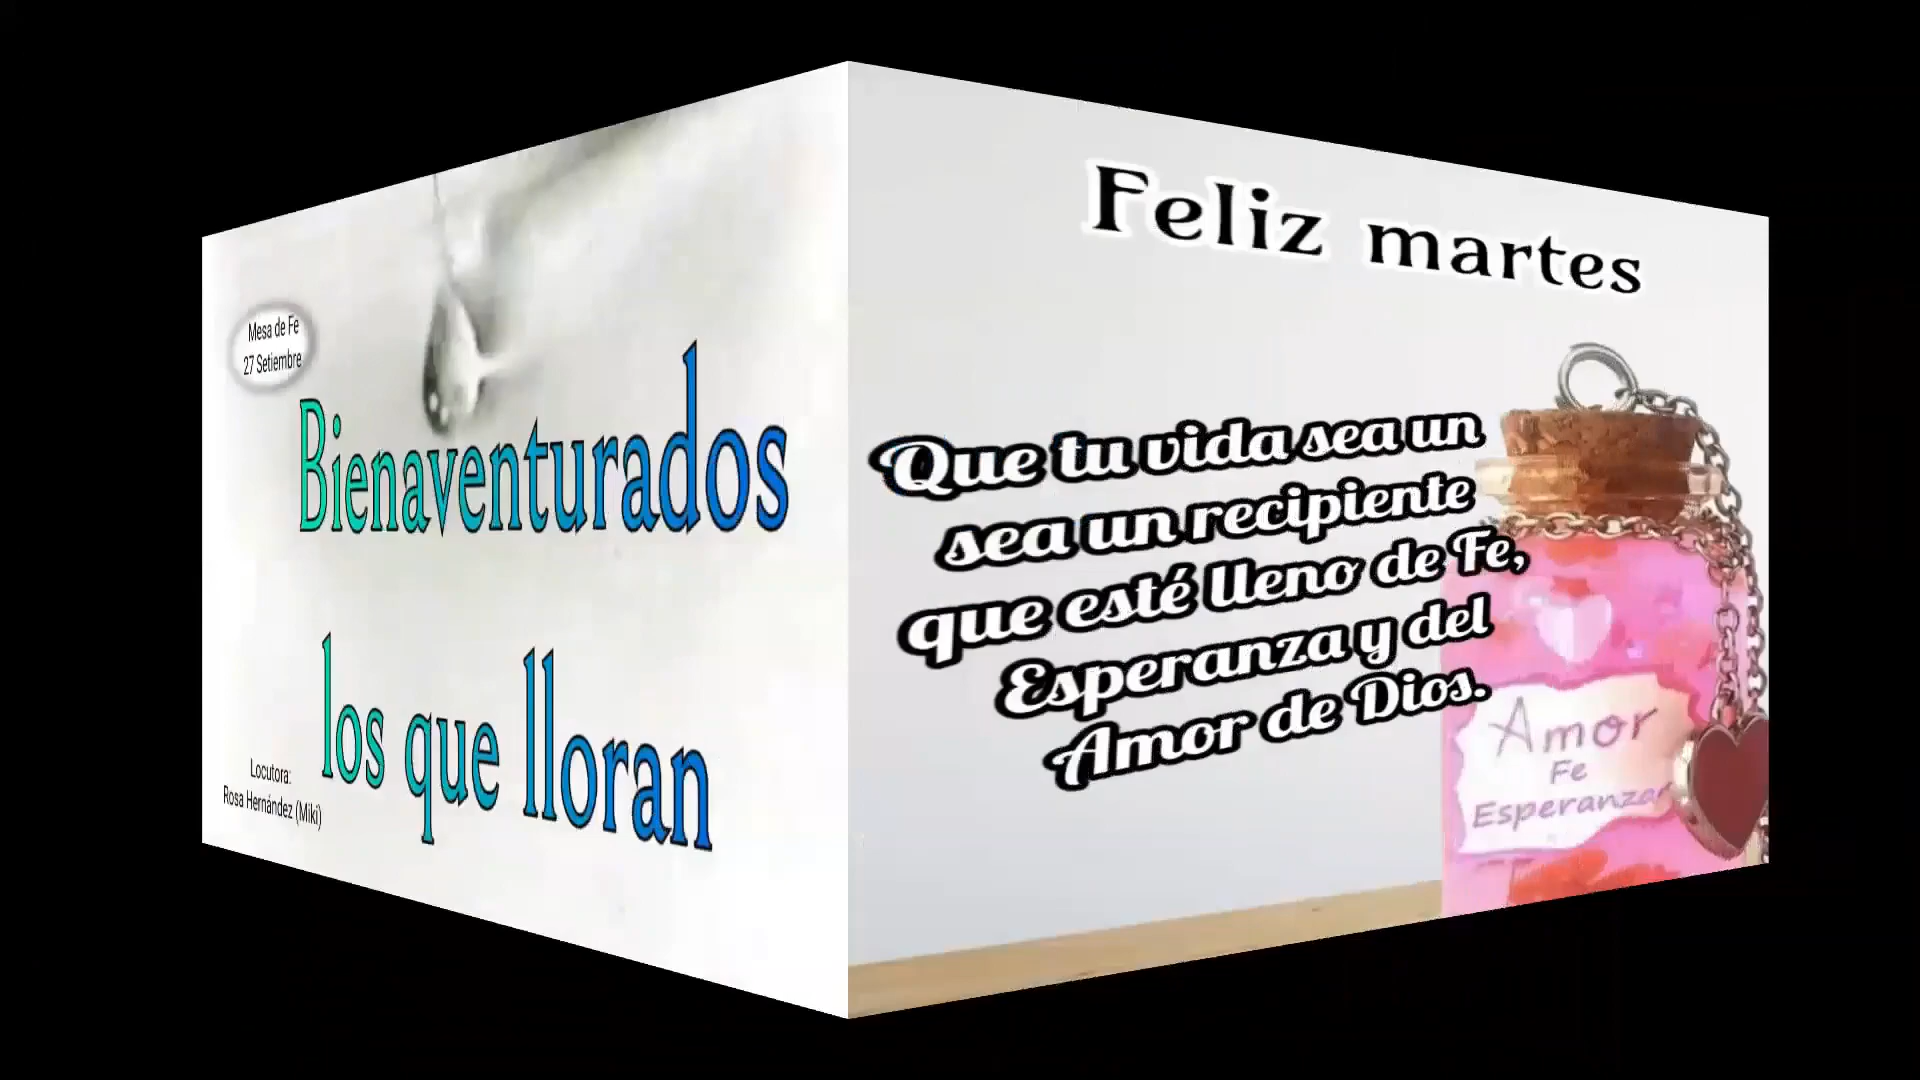 Mesa de Fe
27 Setiembre
Bienaventurados
los que lloran
Locutora:
Rosa Hernández (Miki)
Feliz martes
Que tu vida sea un
sea un recipiente
que esté lleno de Fe,
Esperanza y del
Amor de Dios.
Amor
Fe
Esperanza